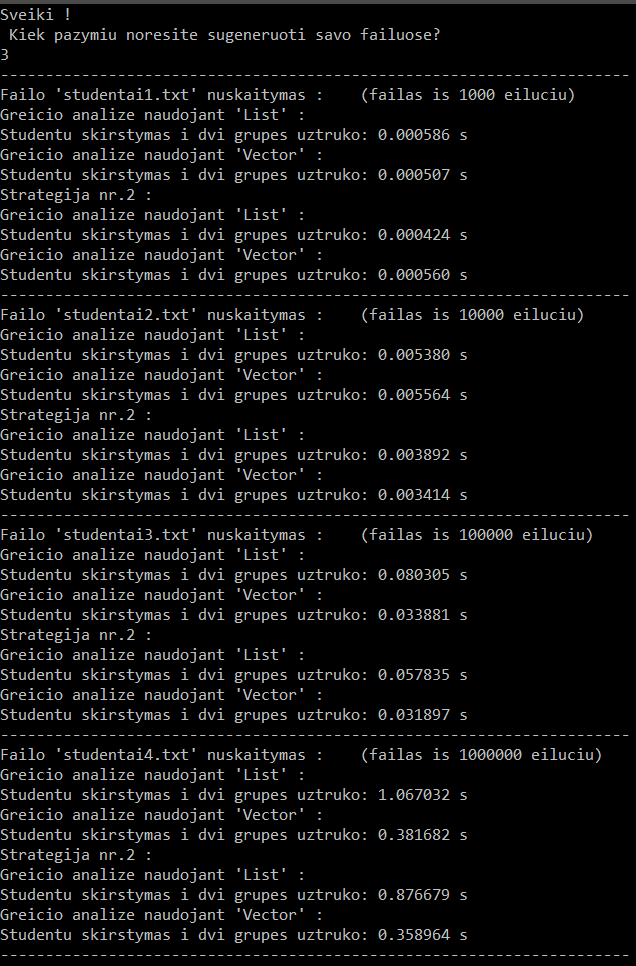 Sveiki !
 Kiek pazymiu noresite sugeneruoti savo failuose?
3
----------------------------------------------------------------------
Failo 'studentai1.txt' nuskaitymas :    (failas is 1000 eiluciu)
Greicio analize naudojant 'List' :
Studentu skirstymas i dvi grupes uztruko: 0.000586 s
Greicio analize naudojant 'Vector' :
Studentu skirstymas i dvi grupes uztruko: 0.000507 s
Strategija nr.2 :
Greicio analize naudojant 'List' :
Studentu skirstymas i dvi grupes uztruko: 0.000424 s
Greicio analize naudojant 'Vector' :
Studentu skirstymas i dvi grupes uztruko: 0.000560 s
----------------------------------------------------------------------
Failo 'studentai2.txt' nuskaitymas :    (failas is 10000 eiluciu)
Greicio analize naudojant 'List' :
Studentu skirstymas i dvi grupes uztruko: 0.005380 s
Greicio analize naudojant 'Vector' :
Studentu skirstymas i dvi grupes uztruko: 0.005564 s
Strategija nr.2 :
Greicio analize naudojant 'List' :
Studentu skirstymas i dvi grupes uztruko: 0.003892 s
Greicio analize naudojant 'Vector' :
Studentu skirstymas i dvi grupes uztruko: 0.003414 s
----------------------------------------------------------------------
Failo 'studentai3.txt' nuskaitymas :    (failas is 100000 eiluciu)
Greicio analize naudojant 'List' :
Studentu skirstymas i dvi grupes uztruko: 0.080305 s
Greicio analize naudojant 'Vector' :
Studentu skirstymas i dvi grupes uztruko: 0.033881 s
Strategija nr.2 :
Greicio analize naudojant 'List' :
Studentu skirstymas i dvi grupes uztruko: 0.057835 s
Greicio analize naudojant 'Vector' :
Studentu skirstymas i dvi grupes uztruko: 0.031897 s
----------------------------------------------------------------------
Failo 'studentai4.txt' nuskaitymas :    (failas is 1000000 eiluciu)
Greicio analize naudojant 'List' :
Studentu skirstymas i dvi grupes uztruko: 1.067032 s
Greicio analize naudojant 'Vector' :
Studentu skirstymas i dvi grupes uztruko: 0.381682 s
Strategija nr.2 :
Greicio analize naudojant 'List' :
Studentu skirstymas i dvi grupes uztruko: 0.876679 s
Greicio analize naudojant 'Vector' :
Studentu skirstymas i dvi grupes uztruko: 0.358964 s
----------------------------------------------------------------------